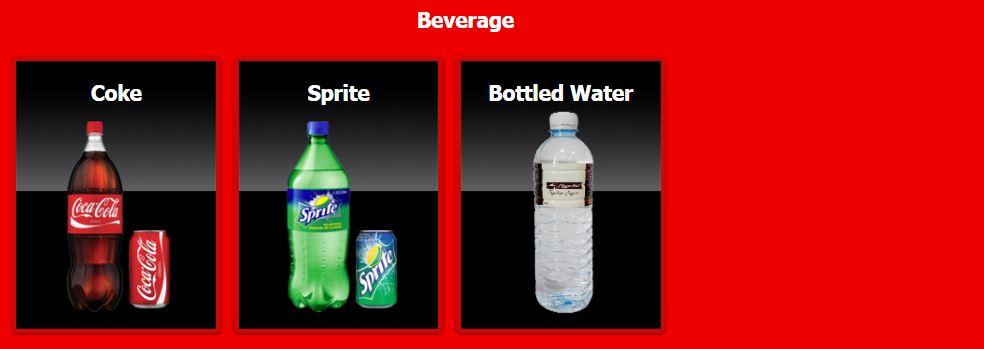 Beverage
Coke
Sprite
Bottled Water
Coca-Cola
Coca-Cola
Sprite
Sprite